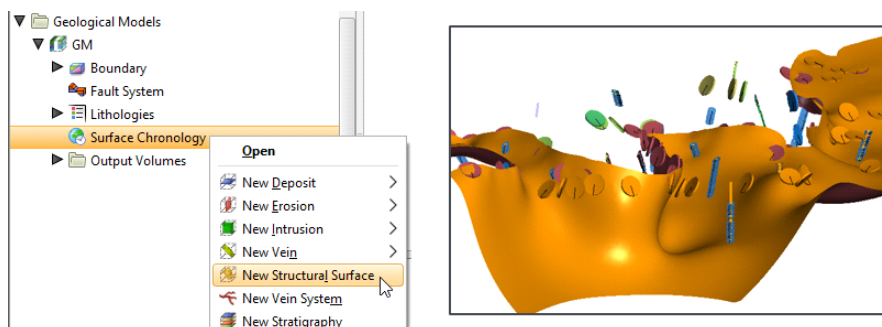 Geological Models
GM
Boundary
Fault System
Lithologies
Surface Chronology
Output Volumes
Open
New Deposit
New Erosion
New Intrusion
New Vein
New Structural Surface
New Vein System
New Stratigraphy